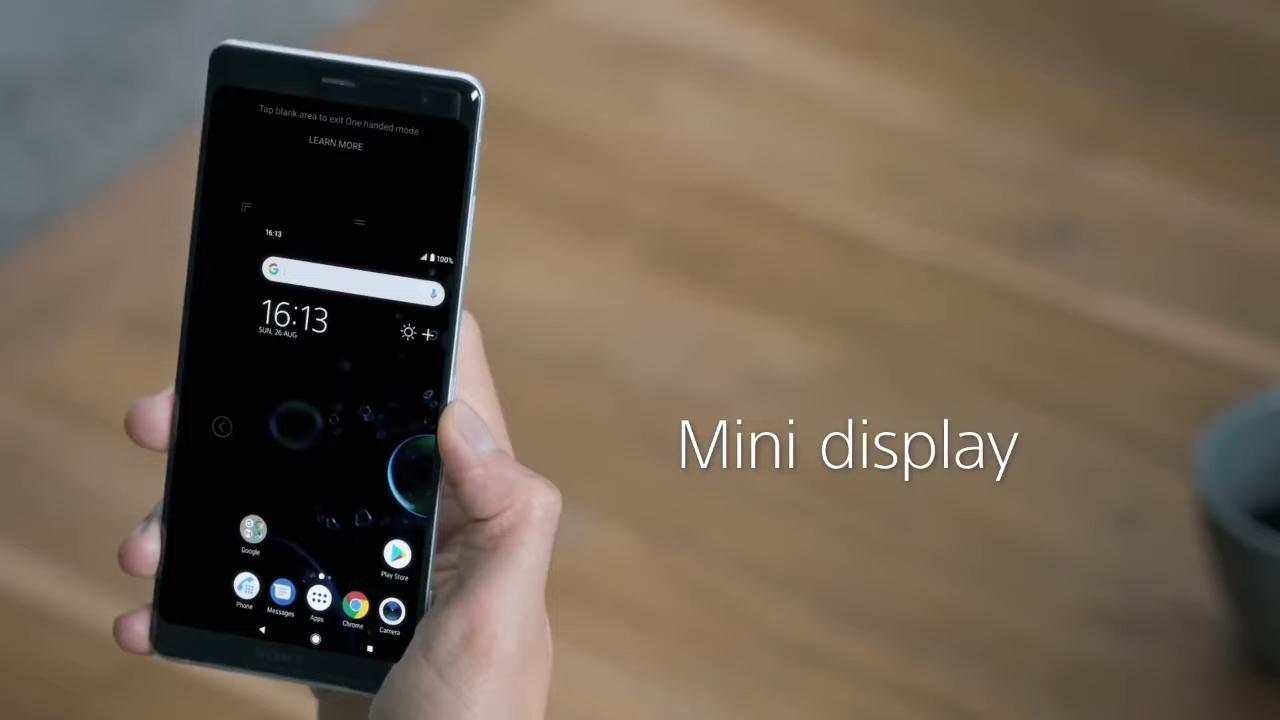 Tap blank area to exit One handed mode
LEARN MORE
16:13
100%
16:13
SUN, 26 AUG
Mini display
Google
Play Store
Phone
Messages
Apps
Chrome
Camera
SONY